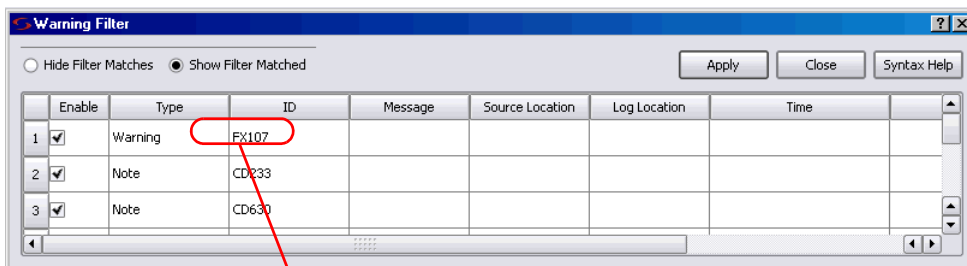 Warning Filter
Hide Filter Matches Show Filter Matched Apply Close Syntax Help
Enable Type ID Message Source Location Log Location Time
1 Warning FX107
2 Note CD233
3 Note CD630